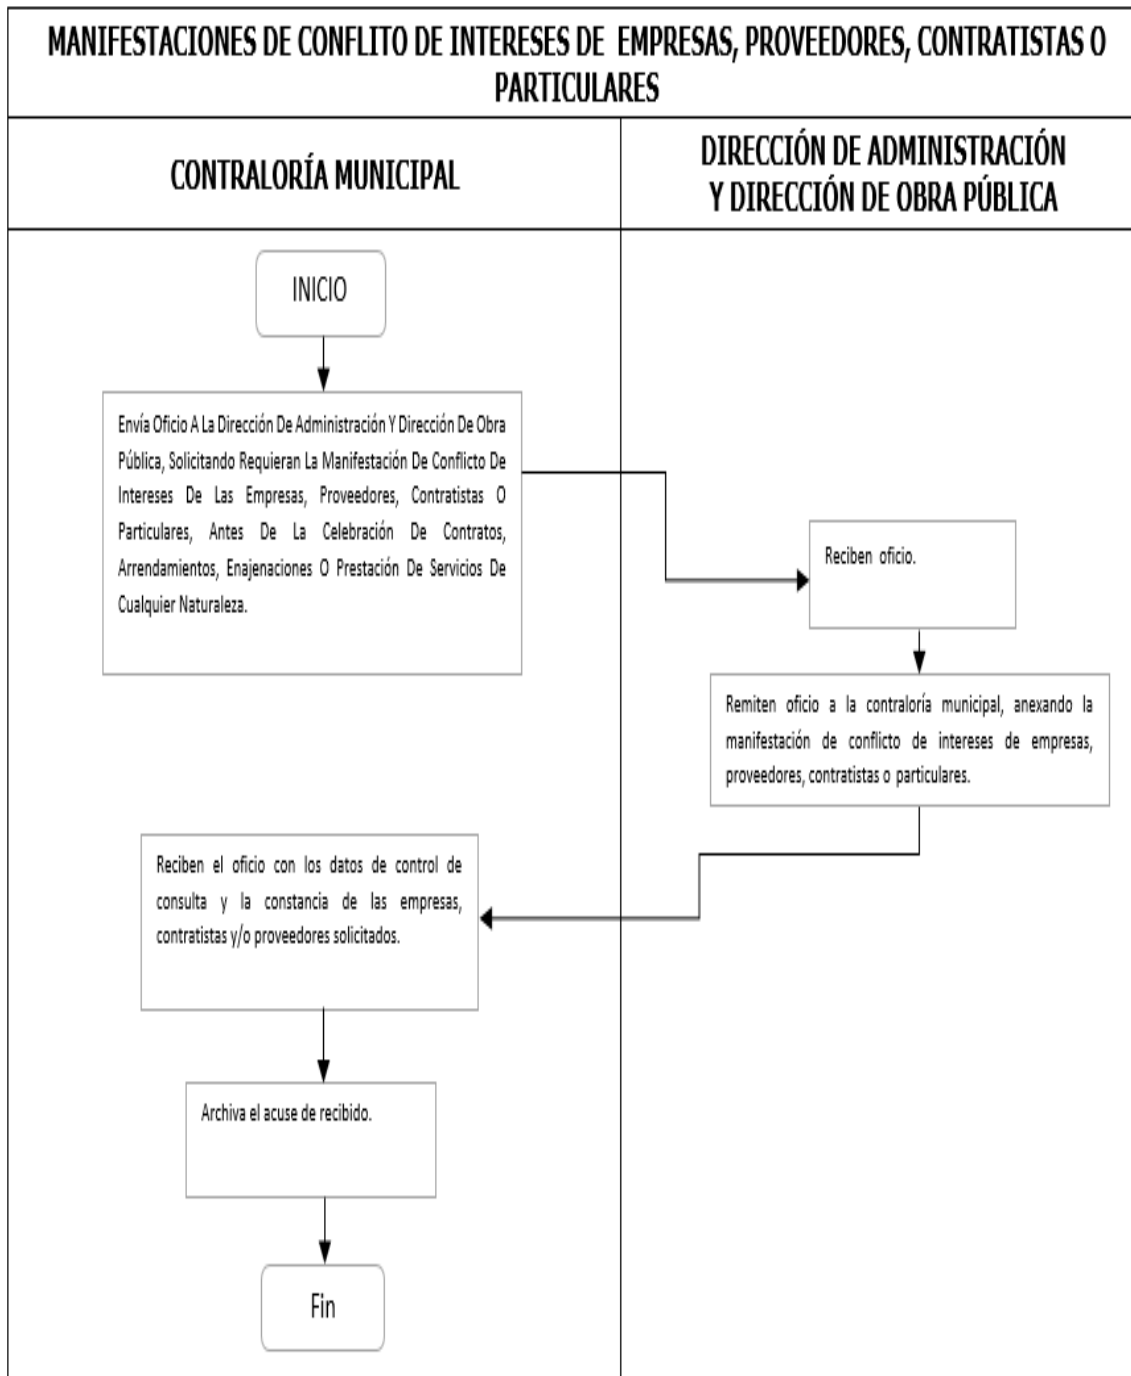 MANIFESTACIONES DE CONFLITO DE INTERESES DE EMPRESAS, PROVEEDORES, CONTRATISTAS O
PARTICULARES
CONTRALORÍA MUNICIPAL
DIRECCIÓN DE ADMINISTRACIÓN
Y DIRECCIÓN DE OBRA PÚBLICA
INICIO
Envía Oficio A La Dirección De Administración Y Dirección De Obra
Pública, Solicitando Requieran La Manifestación De Conflicto De
Intereses De Las Empresas, Proveedores, Contratistas O
Particulares, Antes De La Celebración De Contratos,
Arrendamientos, Enajenaciones O Prestación De Servicios De
Cualquier Naturaleza.
Reciben oficio.
Remiten oficio a la contraloría municipal, anexando la
manifestación de conflicto de intereses de empresas,
proveedores, contratistas o particulares.
Reciben el oficio con los datos de control de
consulta y la constancia de las empresas,
contratistas y/o proveedores solicitados.
Archiva el acuse de recibido.
Fin